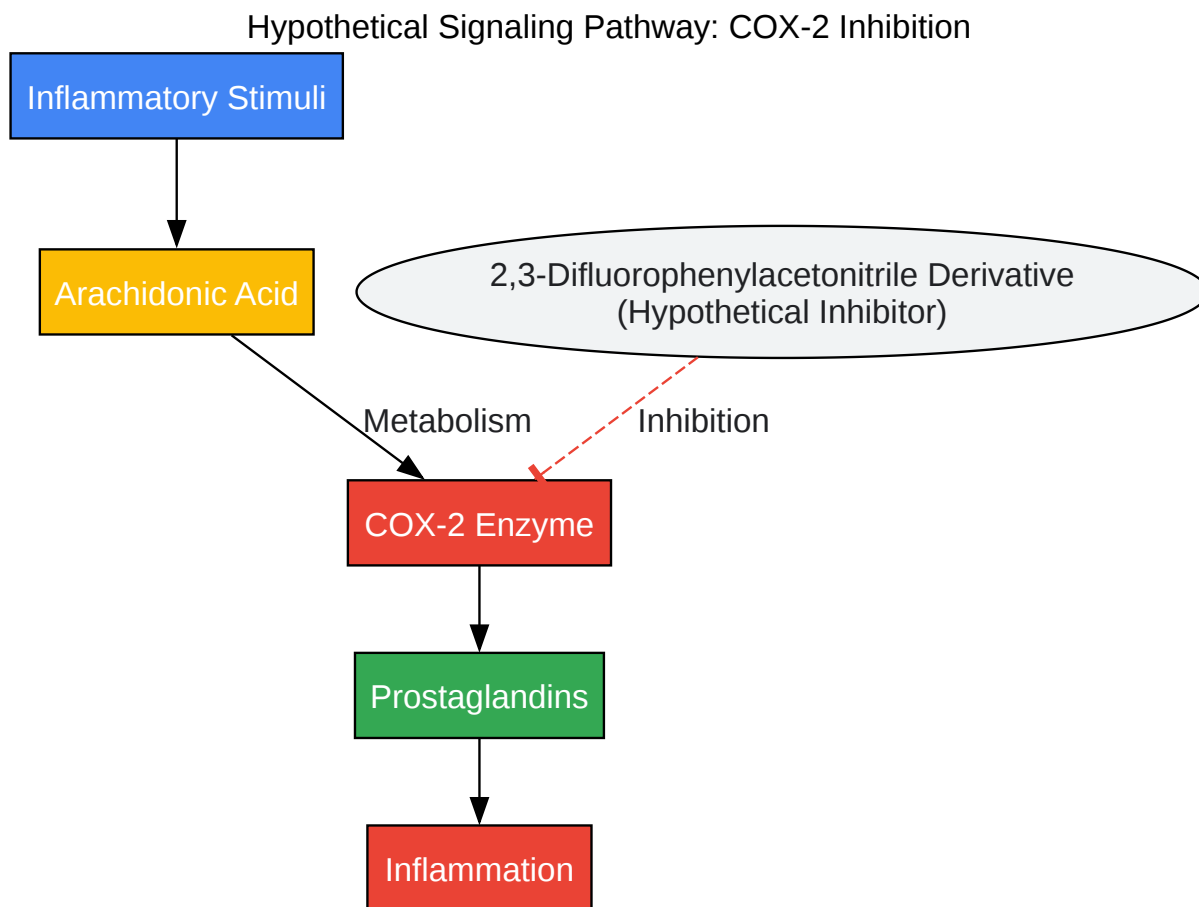 Hypothetical Signaling Pathway: COX-2 Inhibition
Inflammatory Stimuli
Arachidonic Acid
2,3-Difluorophenylacetonitrile Derivative
(Hypothetical Inhibitor)
Metabolism
Inhibition
COX-2 Enzyme
Prostaglandins
Inflammation